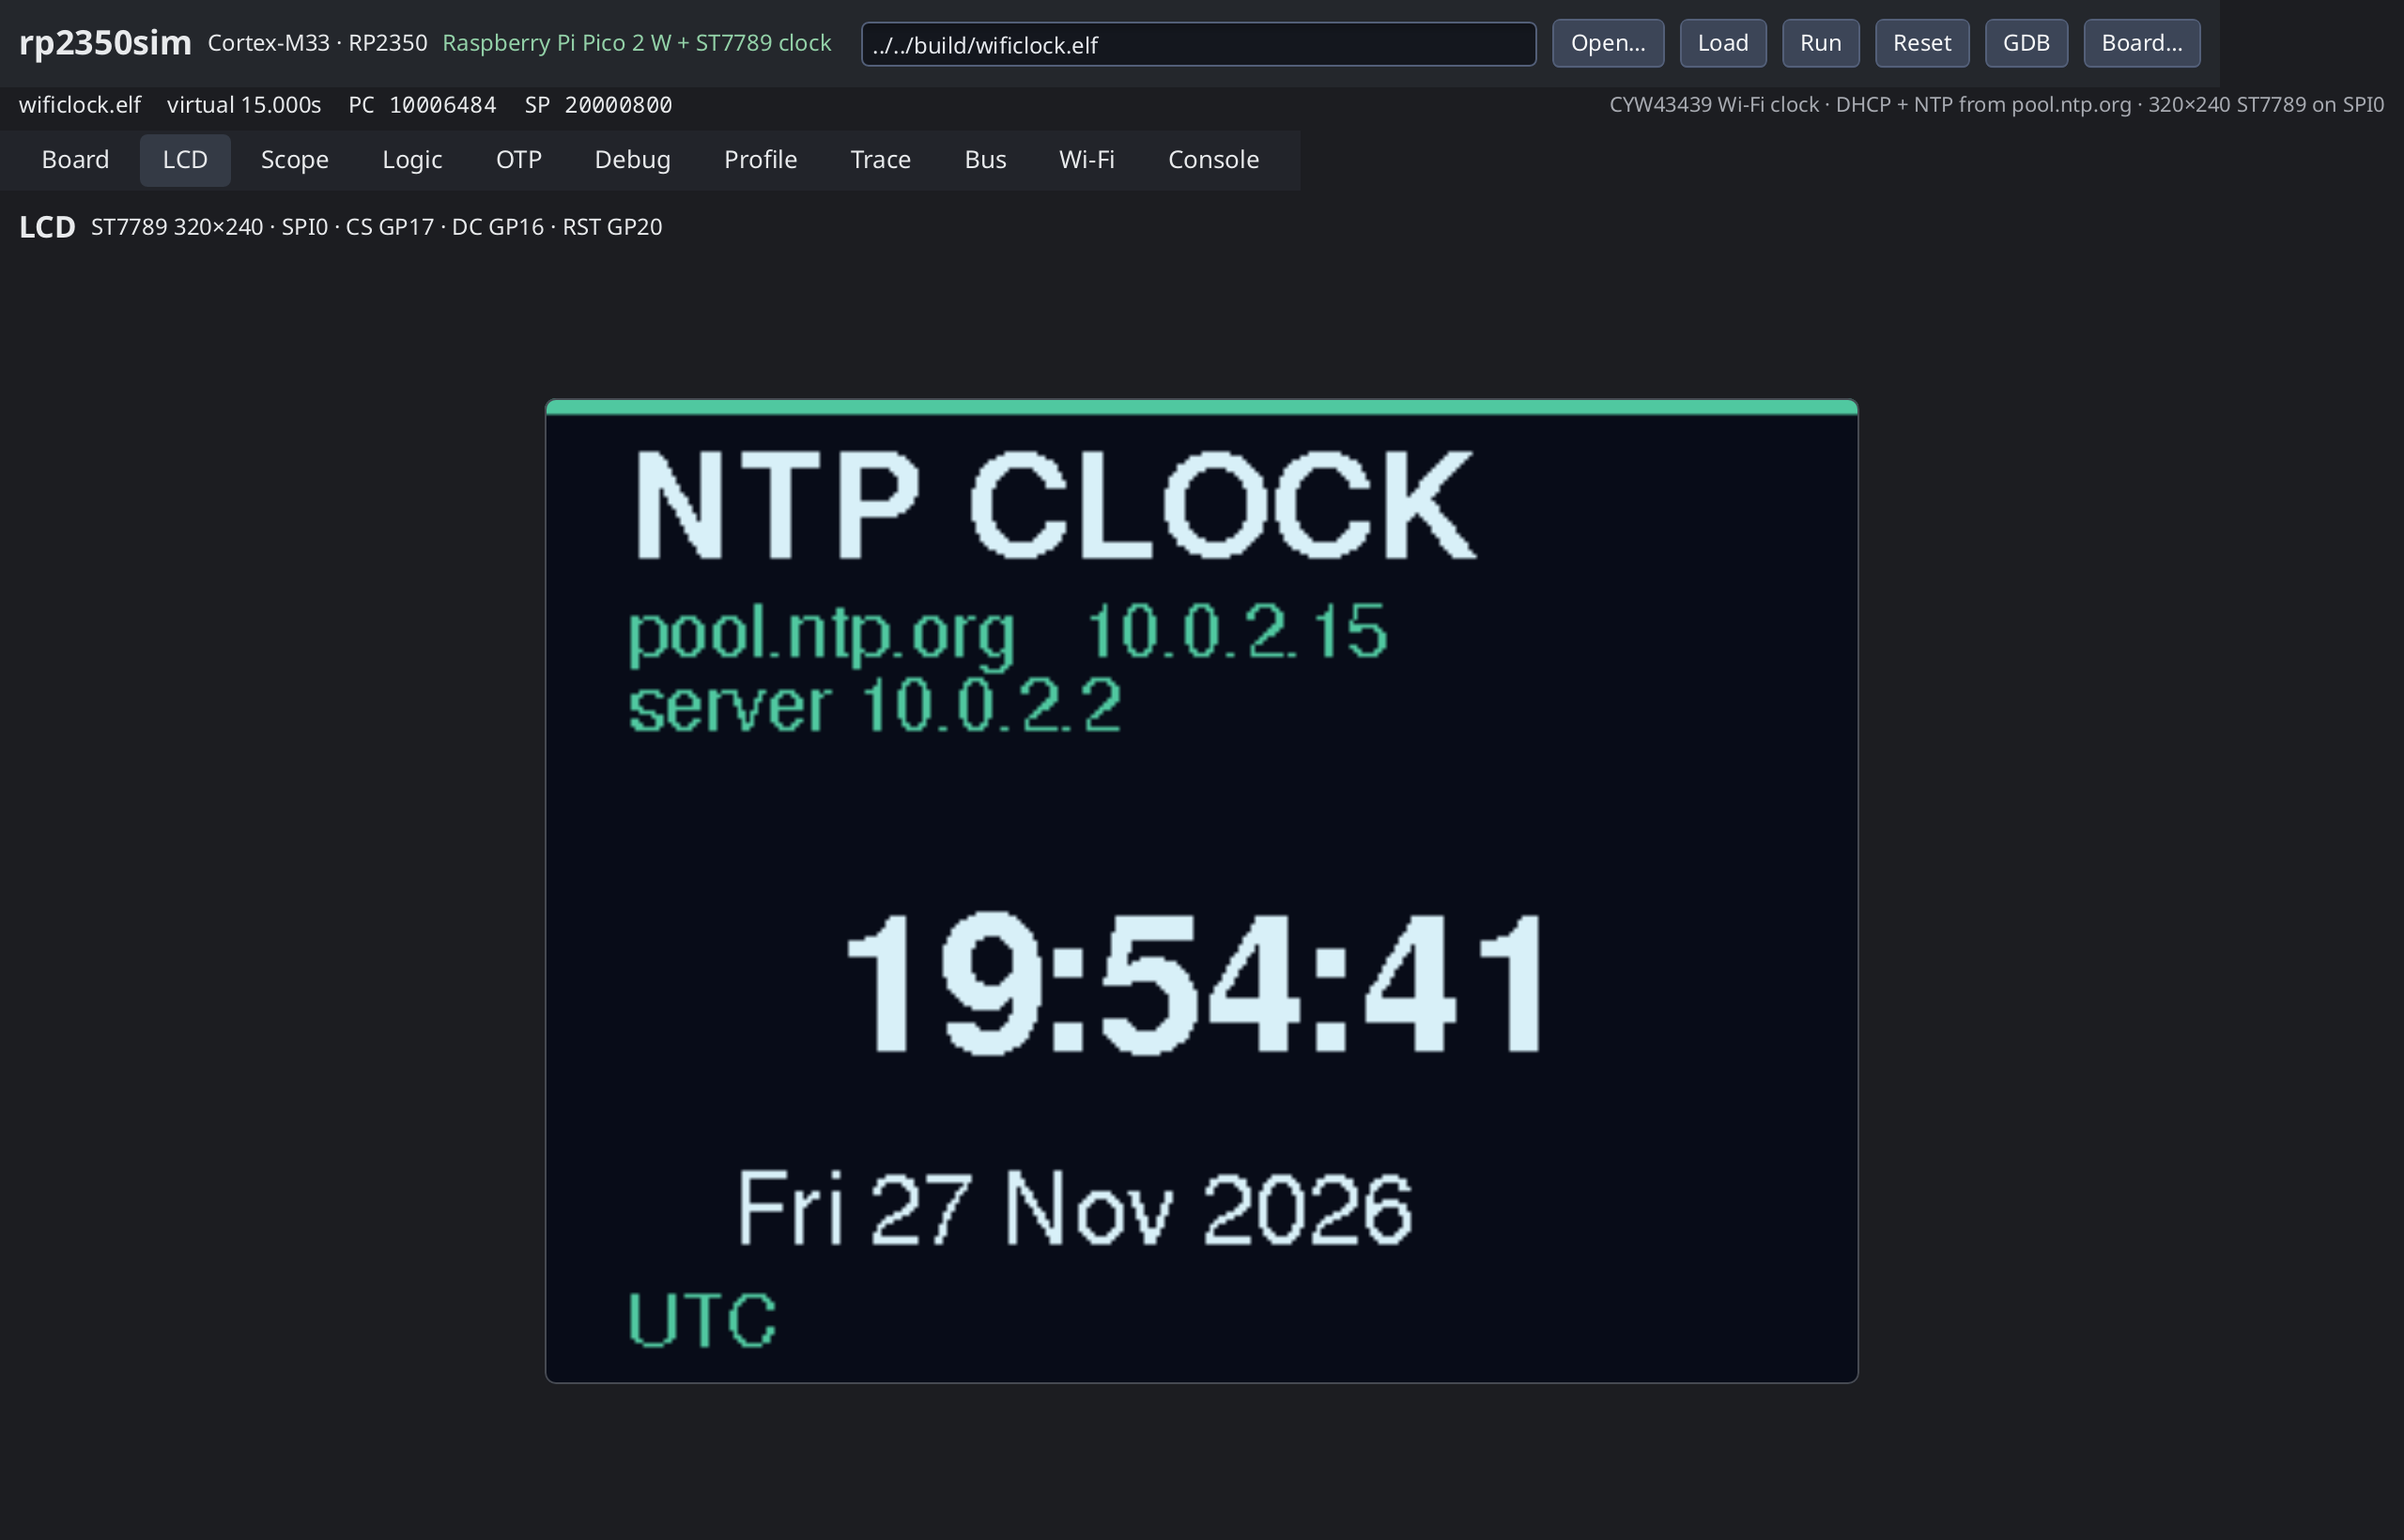 rp2350sim Cortex-M33 · RP2350 Raspberry Pi Pico 2 W + ST7789 clock ../../build/wificlock.elf Open... Load Run Reset GDB Board...
wificlock.elf virtual 15.000s PC 10006484 SP 20000800 CYW43439 Wi-Fi clock · DHCP + NTP from pool.ntp.org · 320×240 ST7789 on SPI0
Board LCD Scope Logic OTP Debug Profile Trace Bus Wi-Fi Console
LCD ST7789 320×240 · SPI0 · CS GP17 · DC GP16 · RST GP20
NTP CLOCK
pool.ntp.org 10.0.2.15
server 10.0.2.2
19:54:41
Fri 27 Nov 2026
UTC